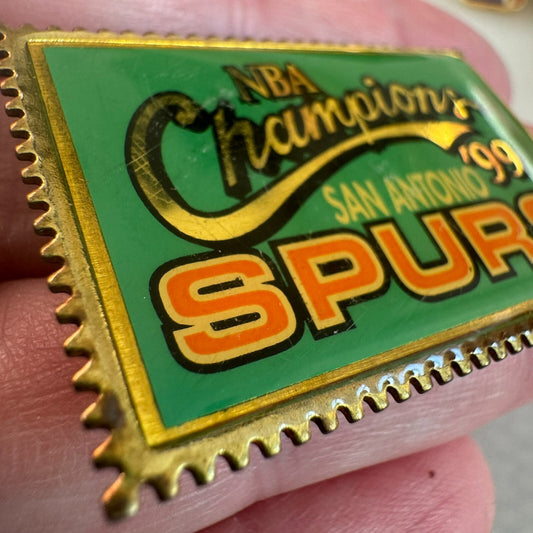 NBA
Champions
'99
SAN ANTONIO
SPURS